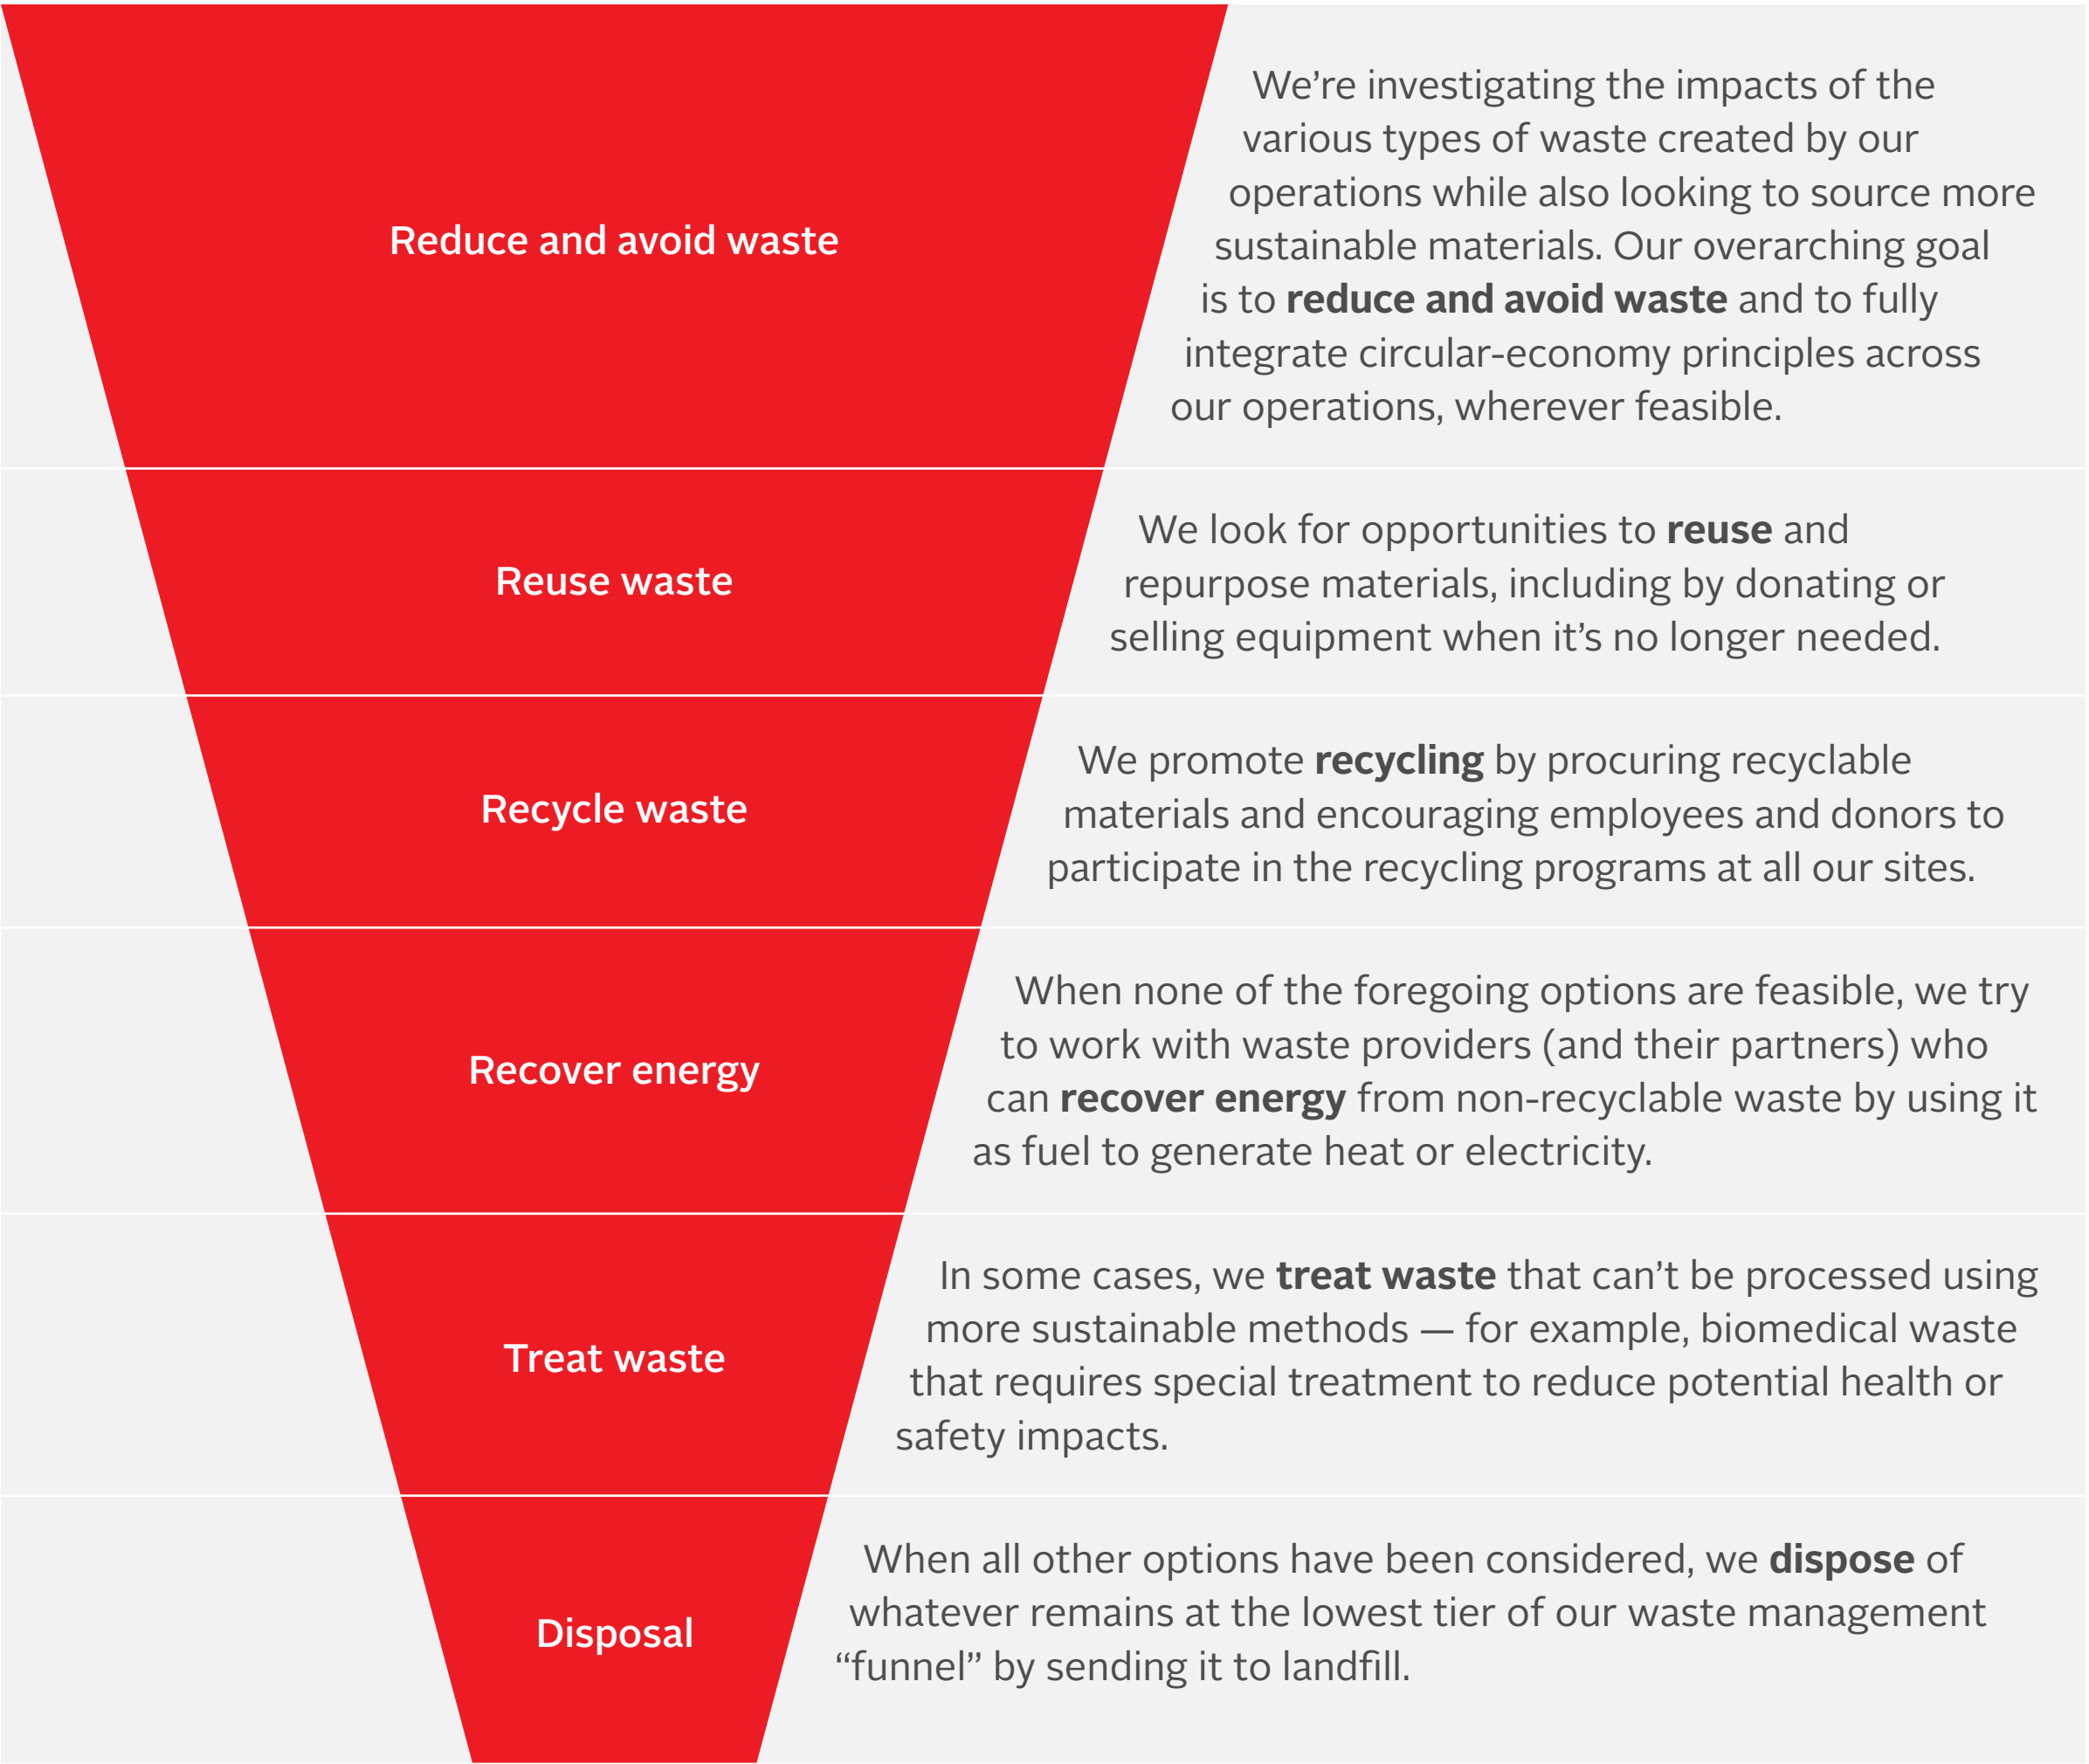 Reduce and avoid waste
We’re investigating the impacts of the
various types of waste created by our
operations while also looking to source more
sustainable materials. Our overarching goal
is to reduce and avoid waste and to fully
integrate circular-economy principles across
our operations, wherever feasible.
Reuse waste
We look for opportunities to reuse and
repurpose materials, including by donating or
selling equipment when it’s no longer needed.
Recycle waste
We promote recycling by procuring recyclable
materials and encouraging employees and donors to
participate in the recycling programs at all our sites.
Recover energy
When none of the foregoing options are feasible, we try
to work with waste providers (and their partners) who
can recover energy from non-recyclable waste by using it
as fuel to generate heat or electricity.
Treat waste
In some cases, we treat waste that can’t be processed using
more sustainable methods — for example, biomedical waste
that requires special treatment to reduce potential health or
safety impacts.
Disposal
When all other options have been considered, we dispose of
whatever remains at the lowest tier of our waste management
“funnel” by sending it to landfill.